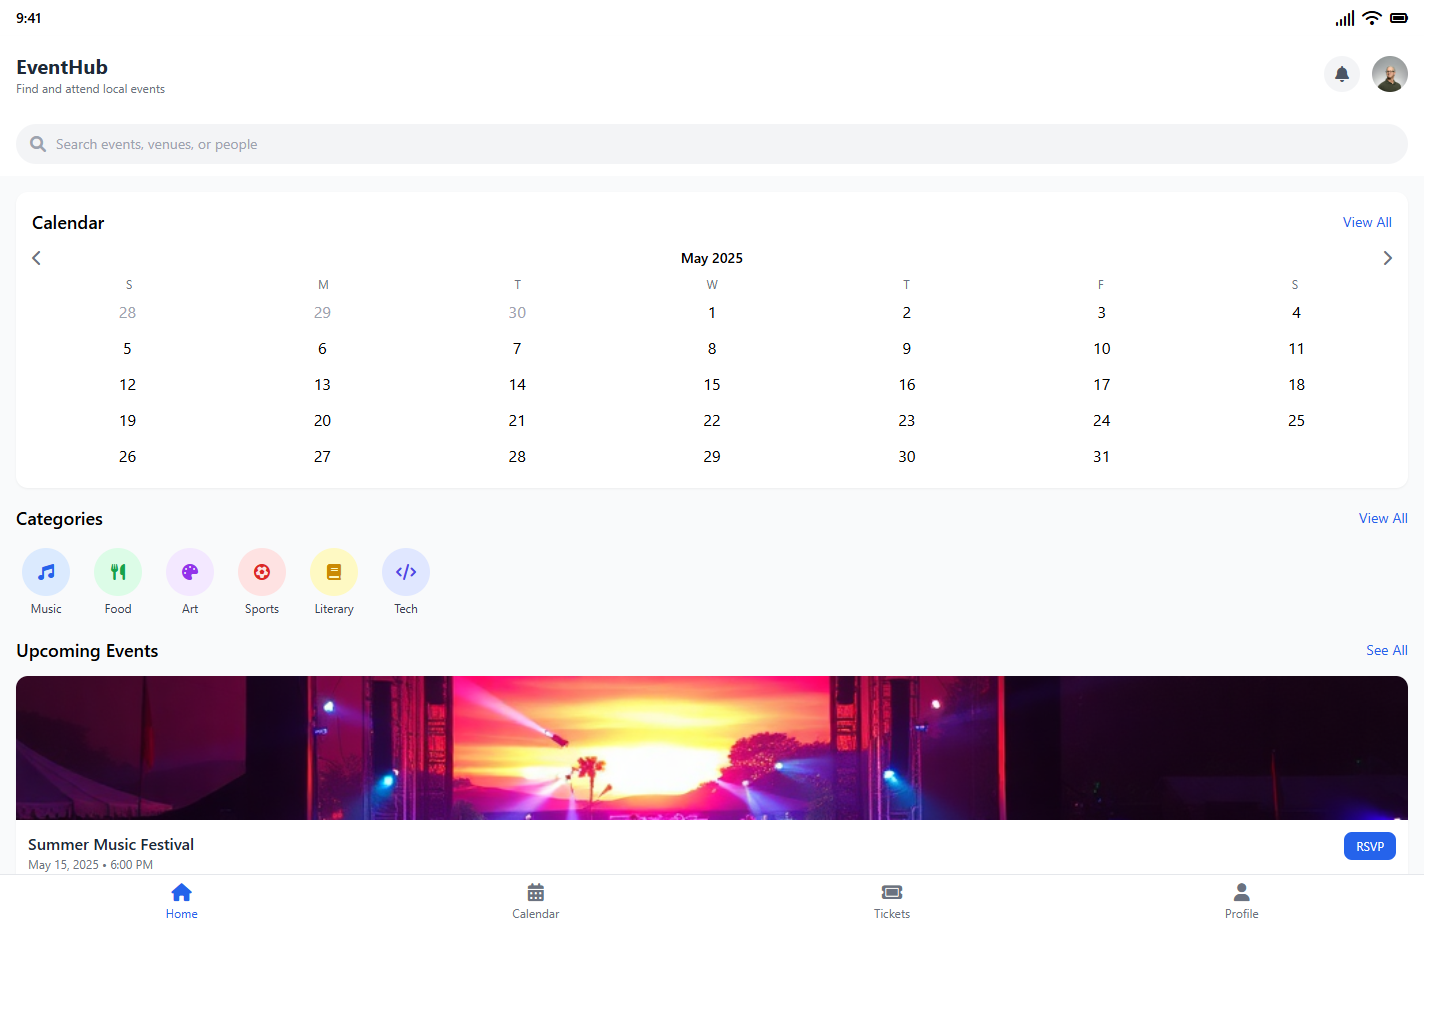 9:41
EventHub
Find and attend local events
Search events, venues, or people
Calendar View All
May 2025
S M T W T F S
28 29 30 1 2 3 4
5 6 7 8 9 10 11
12 13 14 15 16 17 18
19 20 21 22 23 24 25
26 27 28 29 30 31
Categories View All
Music Food Art Sports Literary Tech
Upcoming Events See All
Summer Music Festival RSVP
May 15, 2025 • 6:00 PM
Home Calendar Tickets Profile